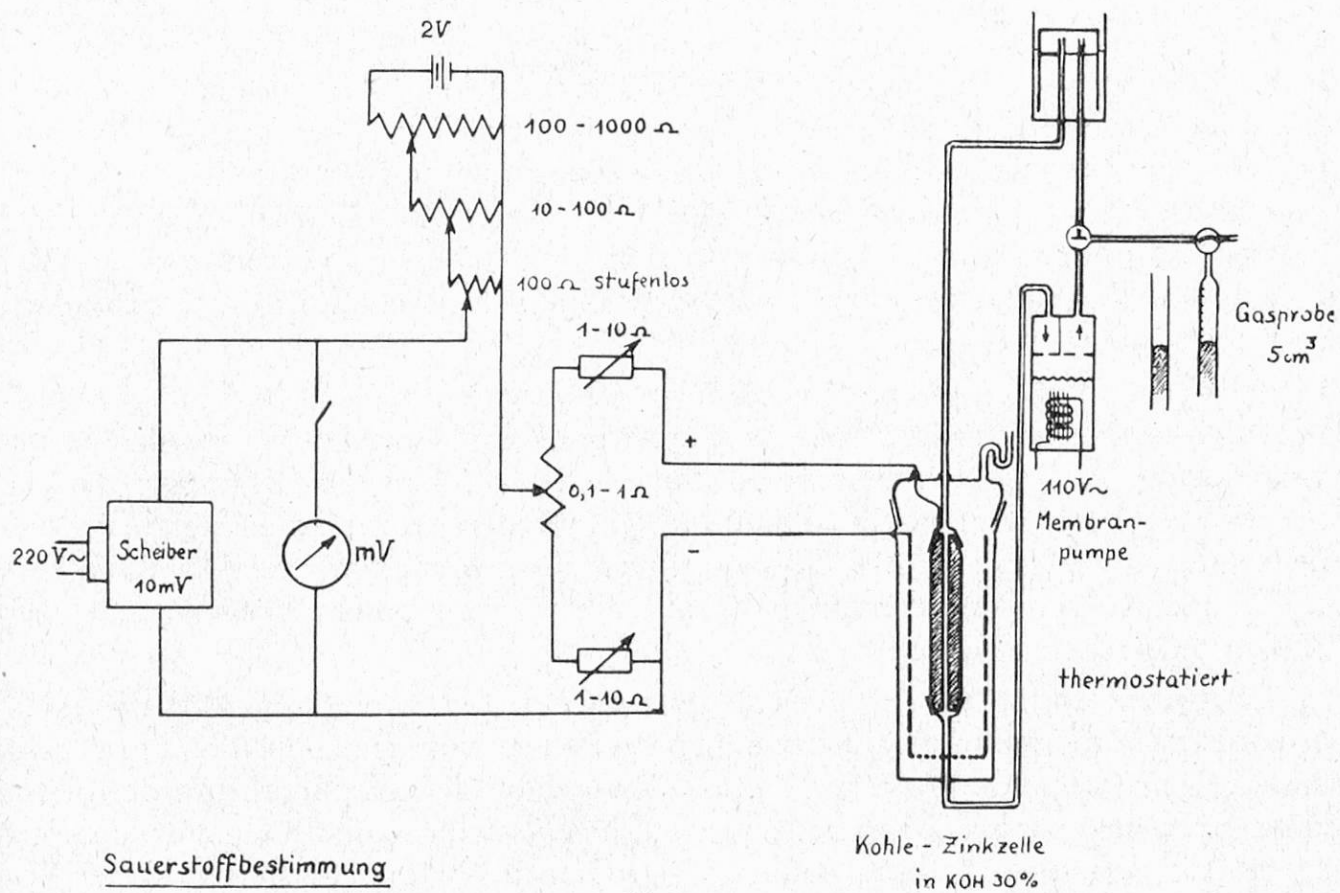 2V
100 - 1000 Ω
10 - 100 Ω
100 Ω stufenlos
1 - 10 Ω
Gasprobe
5 cm³
+
0,1 - 1 Ω
110 V~
Membran-
pumpe
220 V~
Scheiber
10 mV
mV
-
thermostatiert
1 - 10 Ω
Kohle - Zinkzelle
in KOH 30%
Sauerstoffbestimmung